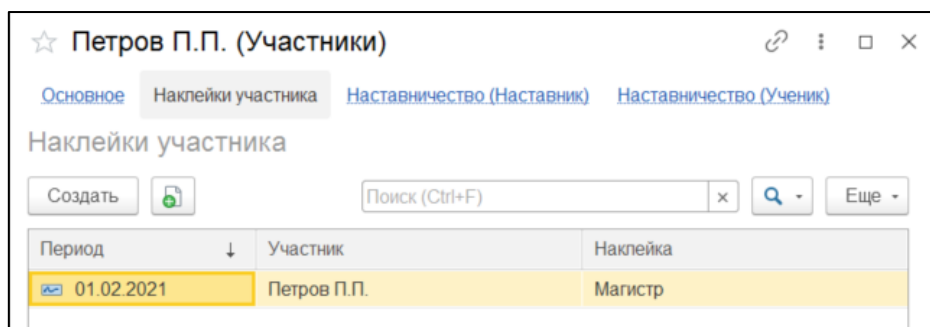 Петров П.П. (Участники)
Основное Наклейки участника Наставничество (Наставник) Наставничество (Ученик)
Наклейки участника
Создать Поиск (Ctrl+F) × Еще
Период ↓ Участник Наклейка
01.02.2021 Петров П.П. Магистр